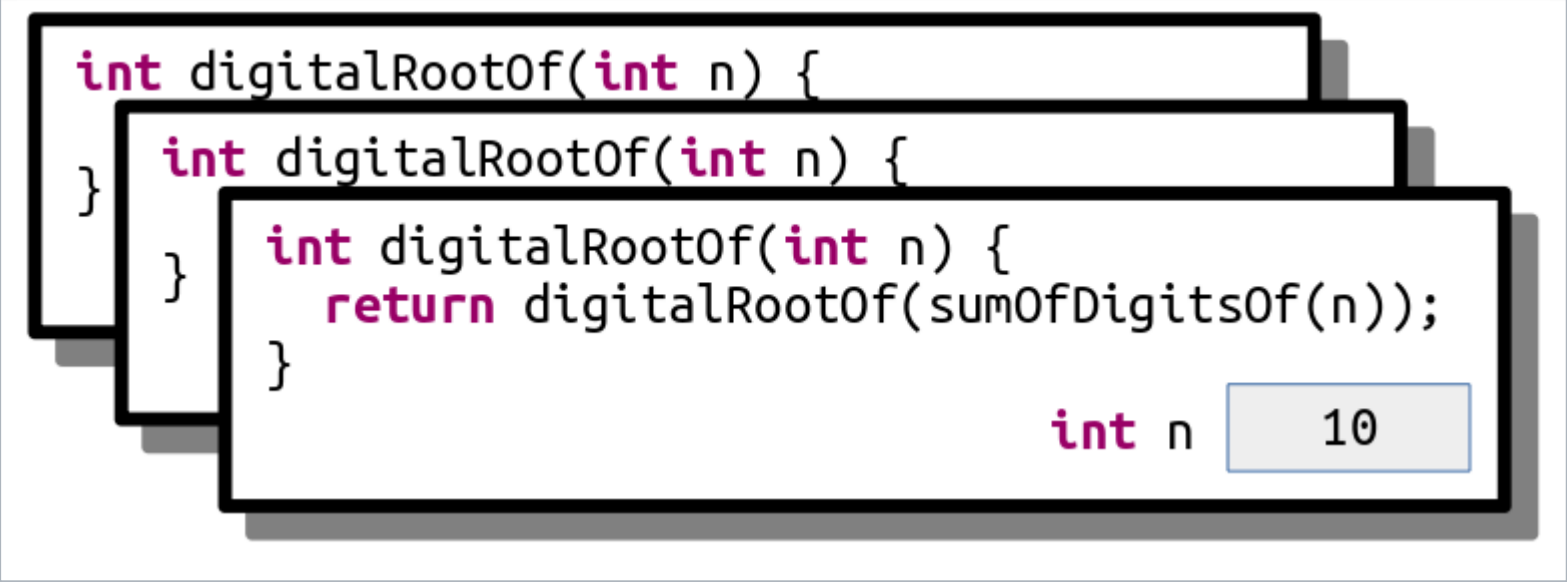 int digitalRootOf(int n) {
}
int digitalRootOf(int n) {
}
int digitalRootOf(int n) {
return digitalRootOf(sumOfDigitsOf(n));
}
int n 10